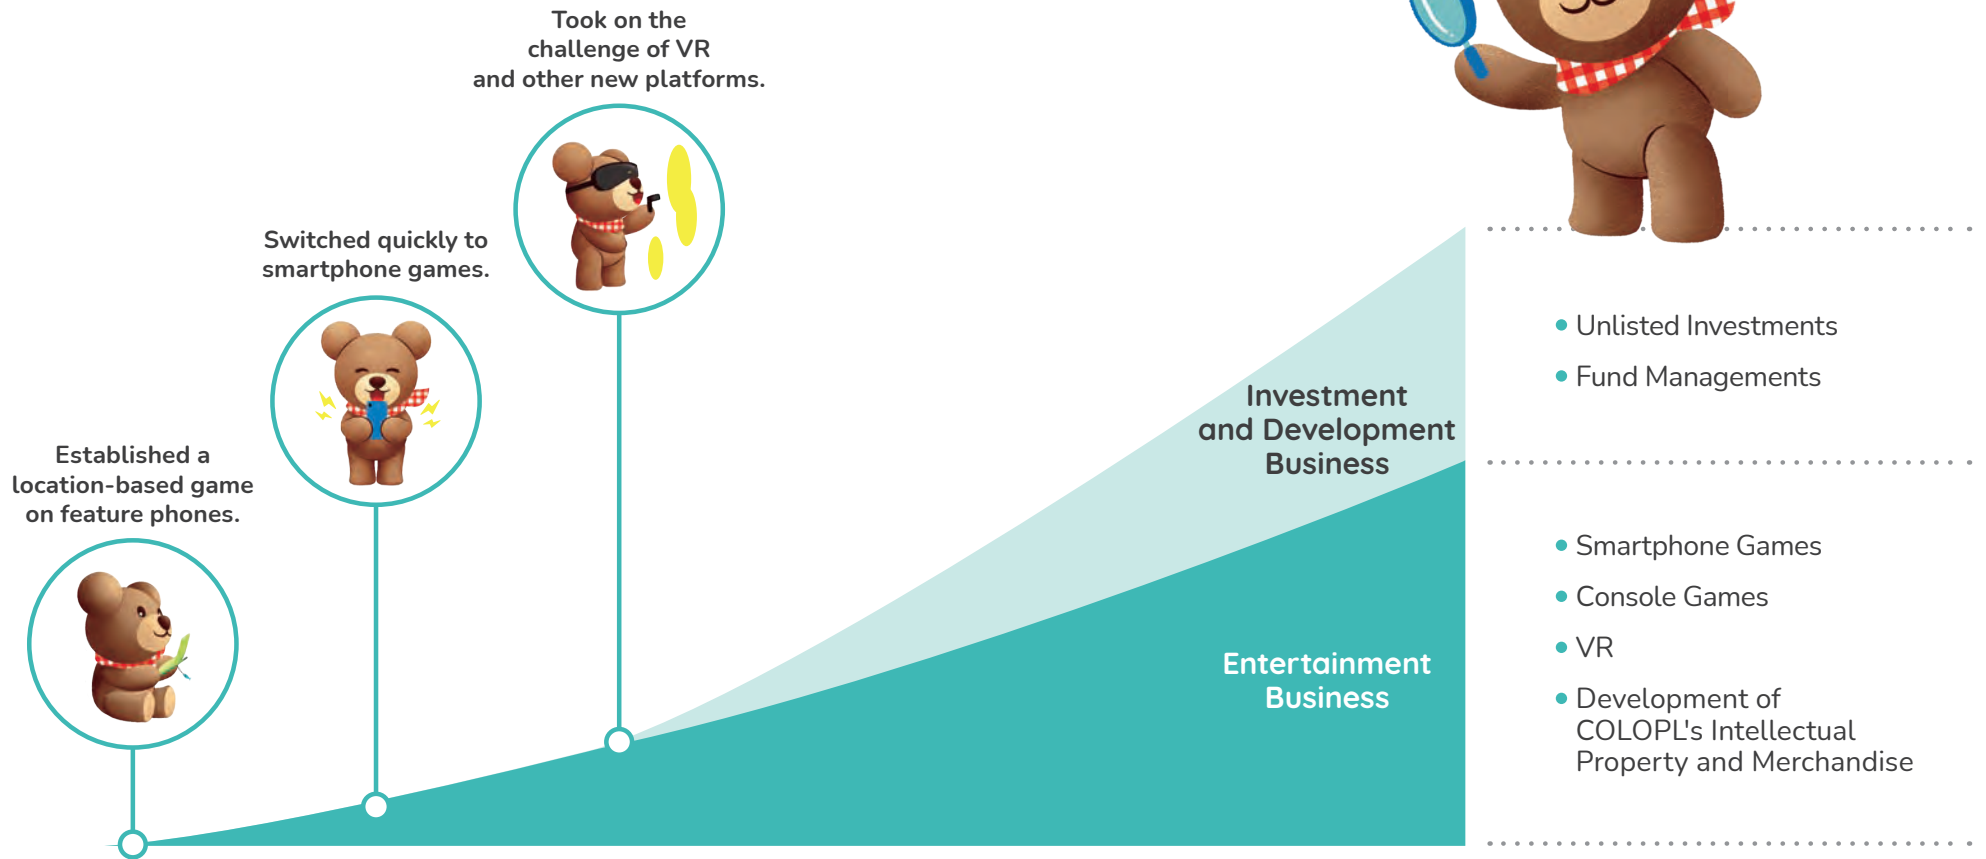 Took on the
challenge of VR
and other new platforms.
Switched quickly to
smartphone games.
Established a
location-based game
on feature phones.
Investment
and Development
Business
Entertainment
Business
Unlisted Investments
Fund Managements
Smartphone Games
Console Games
VR
Development of
COLOPL's Intellectual
Property and Merchandise